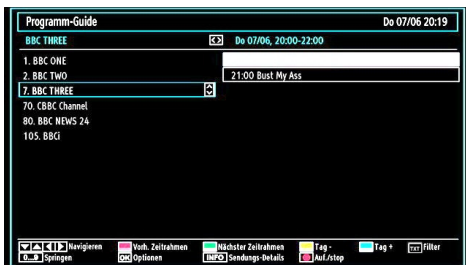 Programm-Guide Do 07/06 20:19
BBC THREE Do 07/06, 20:00-22:00
1. BBC ONE
2. BBC TWO 21:00 Bust My Ass
7. BBC THREE
70. CBBC Channel
80. BBC NEWS 24
105. BBCi
Navigieren Vorh. Zeitrahmen Nächster Zeitrahmen Tag - Tag + TXT Filter
0...9 Springen OK Optionen INFO Sendungs-Details Auf./stop